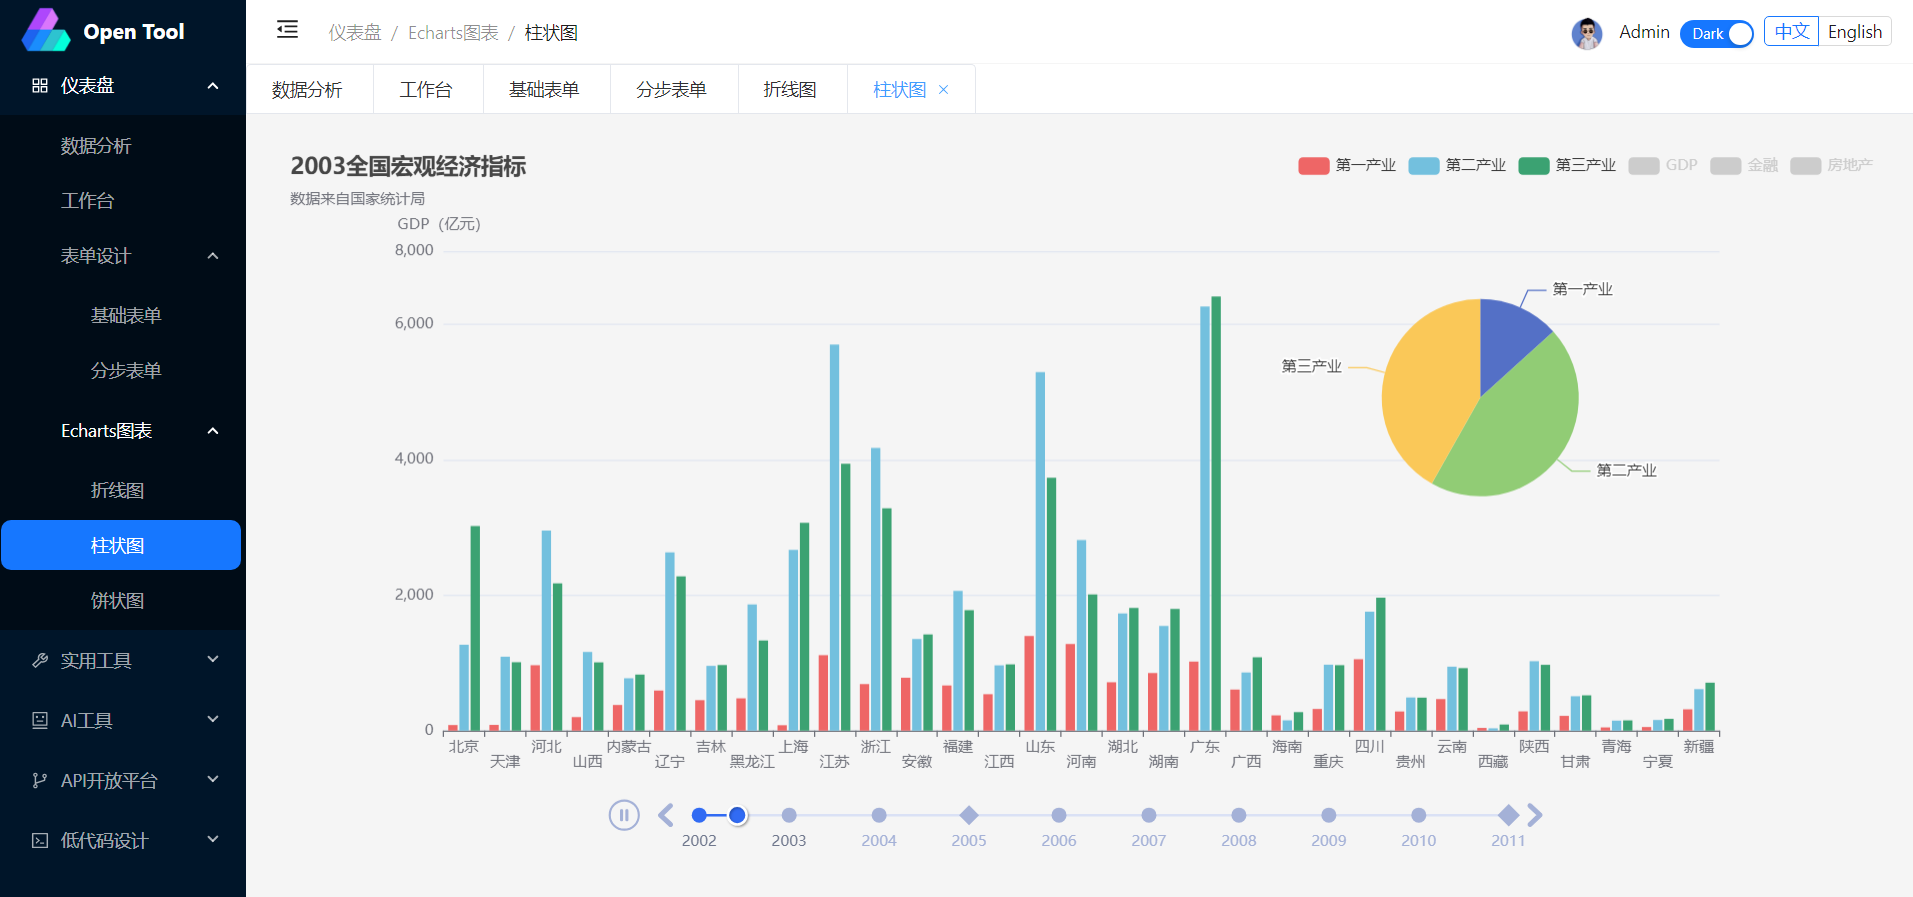 Open Tool
仪表盘
数据分析
工作台
表单设计
基础表单
分步表单
Echarts图表
折线图
柱状图
饼状图
实用工具
AI工具
API开放平台
低代码设计
仪表盘 / Echarts图表 / 柱状图
Admin Dark 中文 English
数据分析 工作台 基础表单 分步表单 折线图 柱状图 ×
2003全国宏观经济指标
数据来自国家统计局
第一产业 第二产业 第三产业 GDP 金融 房地产
GDP（亿元）
8,000
6,000
4,000
2,000
0
第一产业
第三产业
第二产业
北京 河北 内蒙古 吉林 上海 浙江 福建 山东 湖北 广东 海南 四川 云南 陕西 青海 新疆
天津 山西 辽宁 黑龙江 江苏 安徽 江西 河南 湖南 广西 重庆 贵州 西藏 甘肃 宁夏
2002 2003 2004 2005 2006 2007 2008 2009 2010 2011